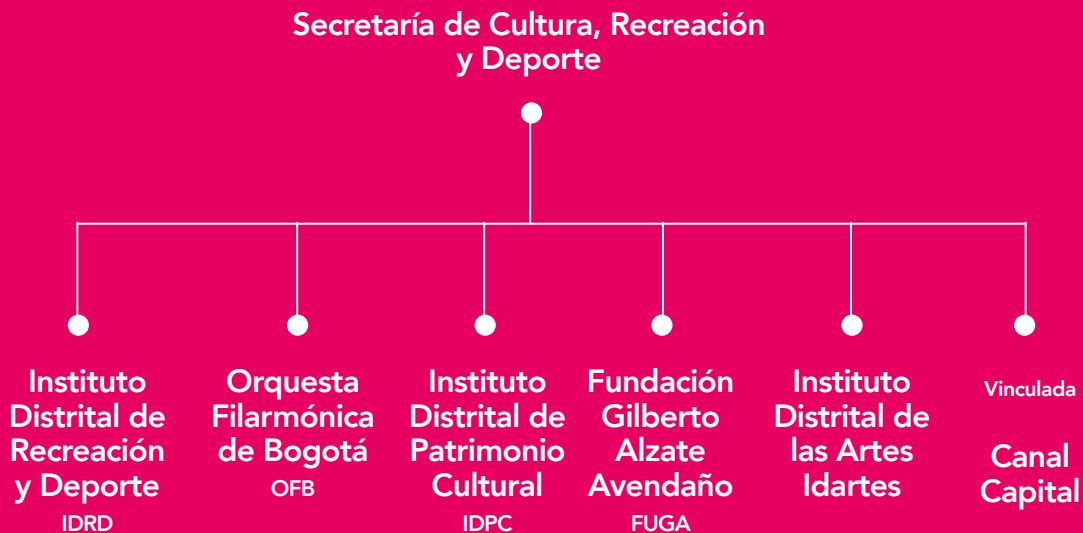 Secretaría de Cultura, Recreación
y Deporte
Instituto
Distrital de
Recreación
y Deporte
IDRD
Orquesta
Filarmónica
de Bogotá
OFB
Instituto
Distrital de
Patrimonio
Cultural
IDPC
Fundación
Gilberto
Alzate
Avendaño
FUGA
Instituto
Distrital de
las Artes
Idartes
Vinculada
Canal
Capital